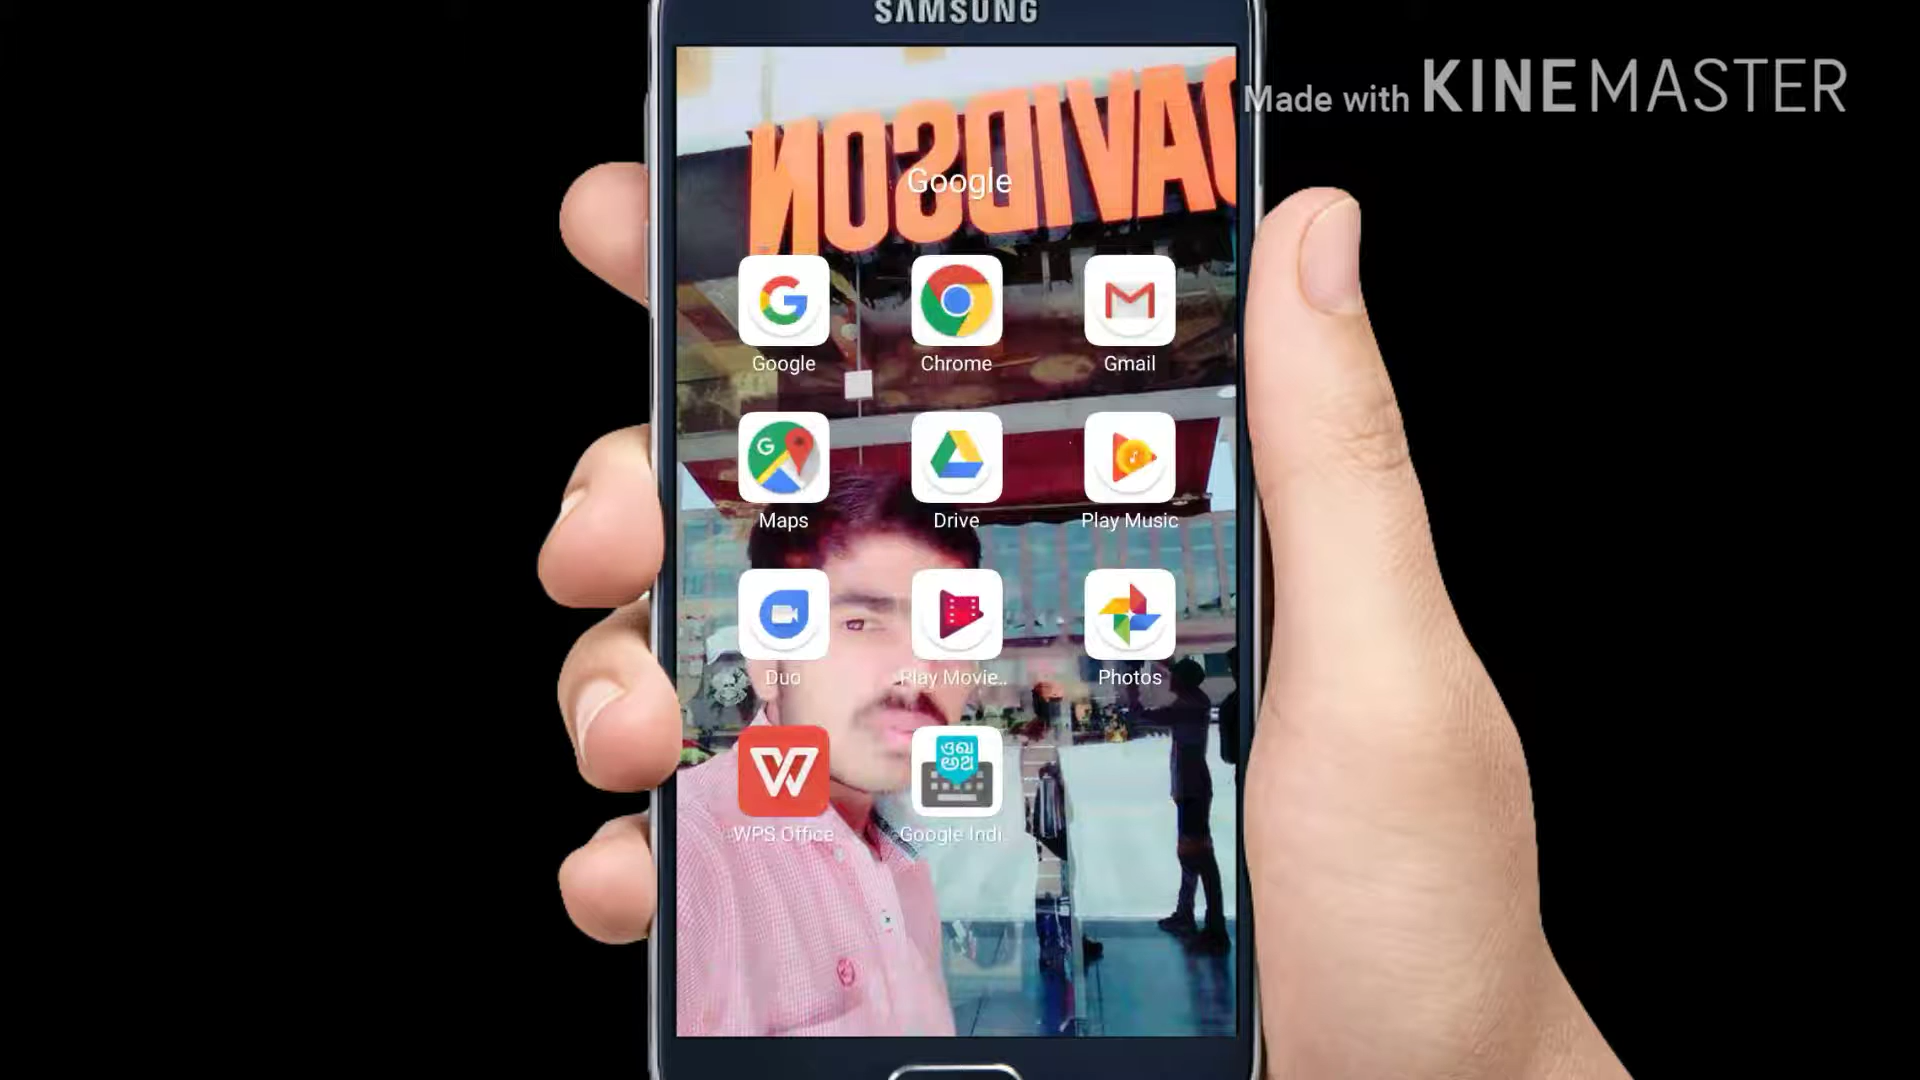 SAMSUNG
Made with KINEMASTER
DAVIDSON
Google
Google
Chrome
Gmail
Maps
Drive
Play Music
Duo
Play Movie..
Photos
WPS Office
Google Indi..